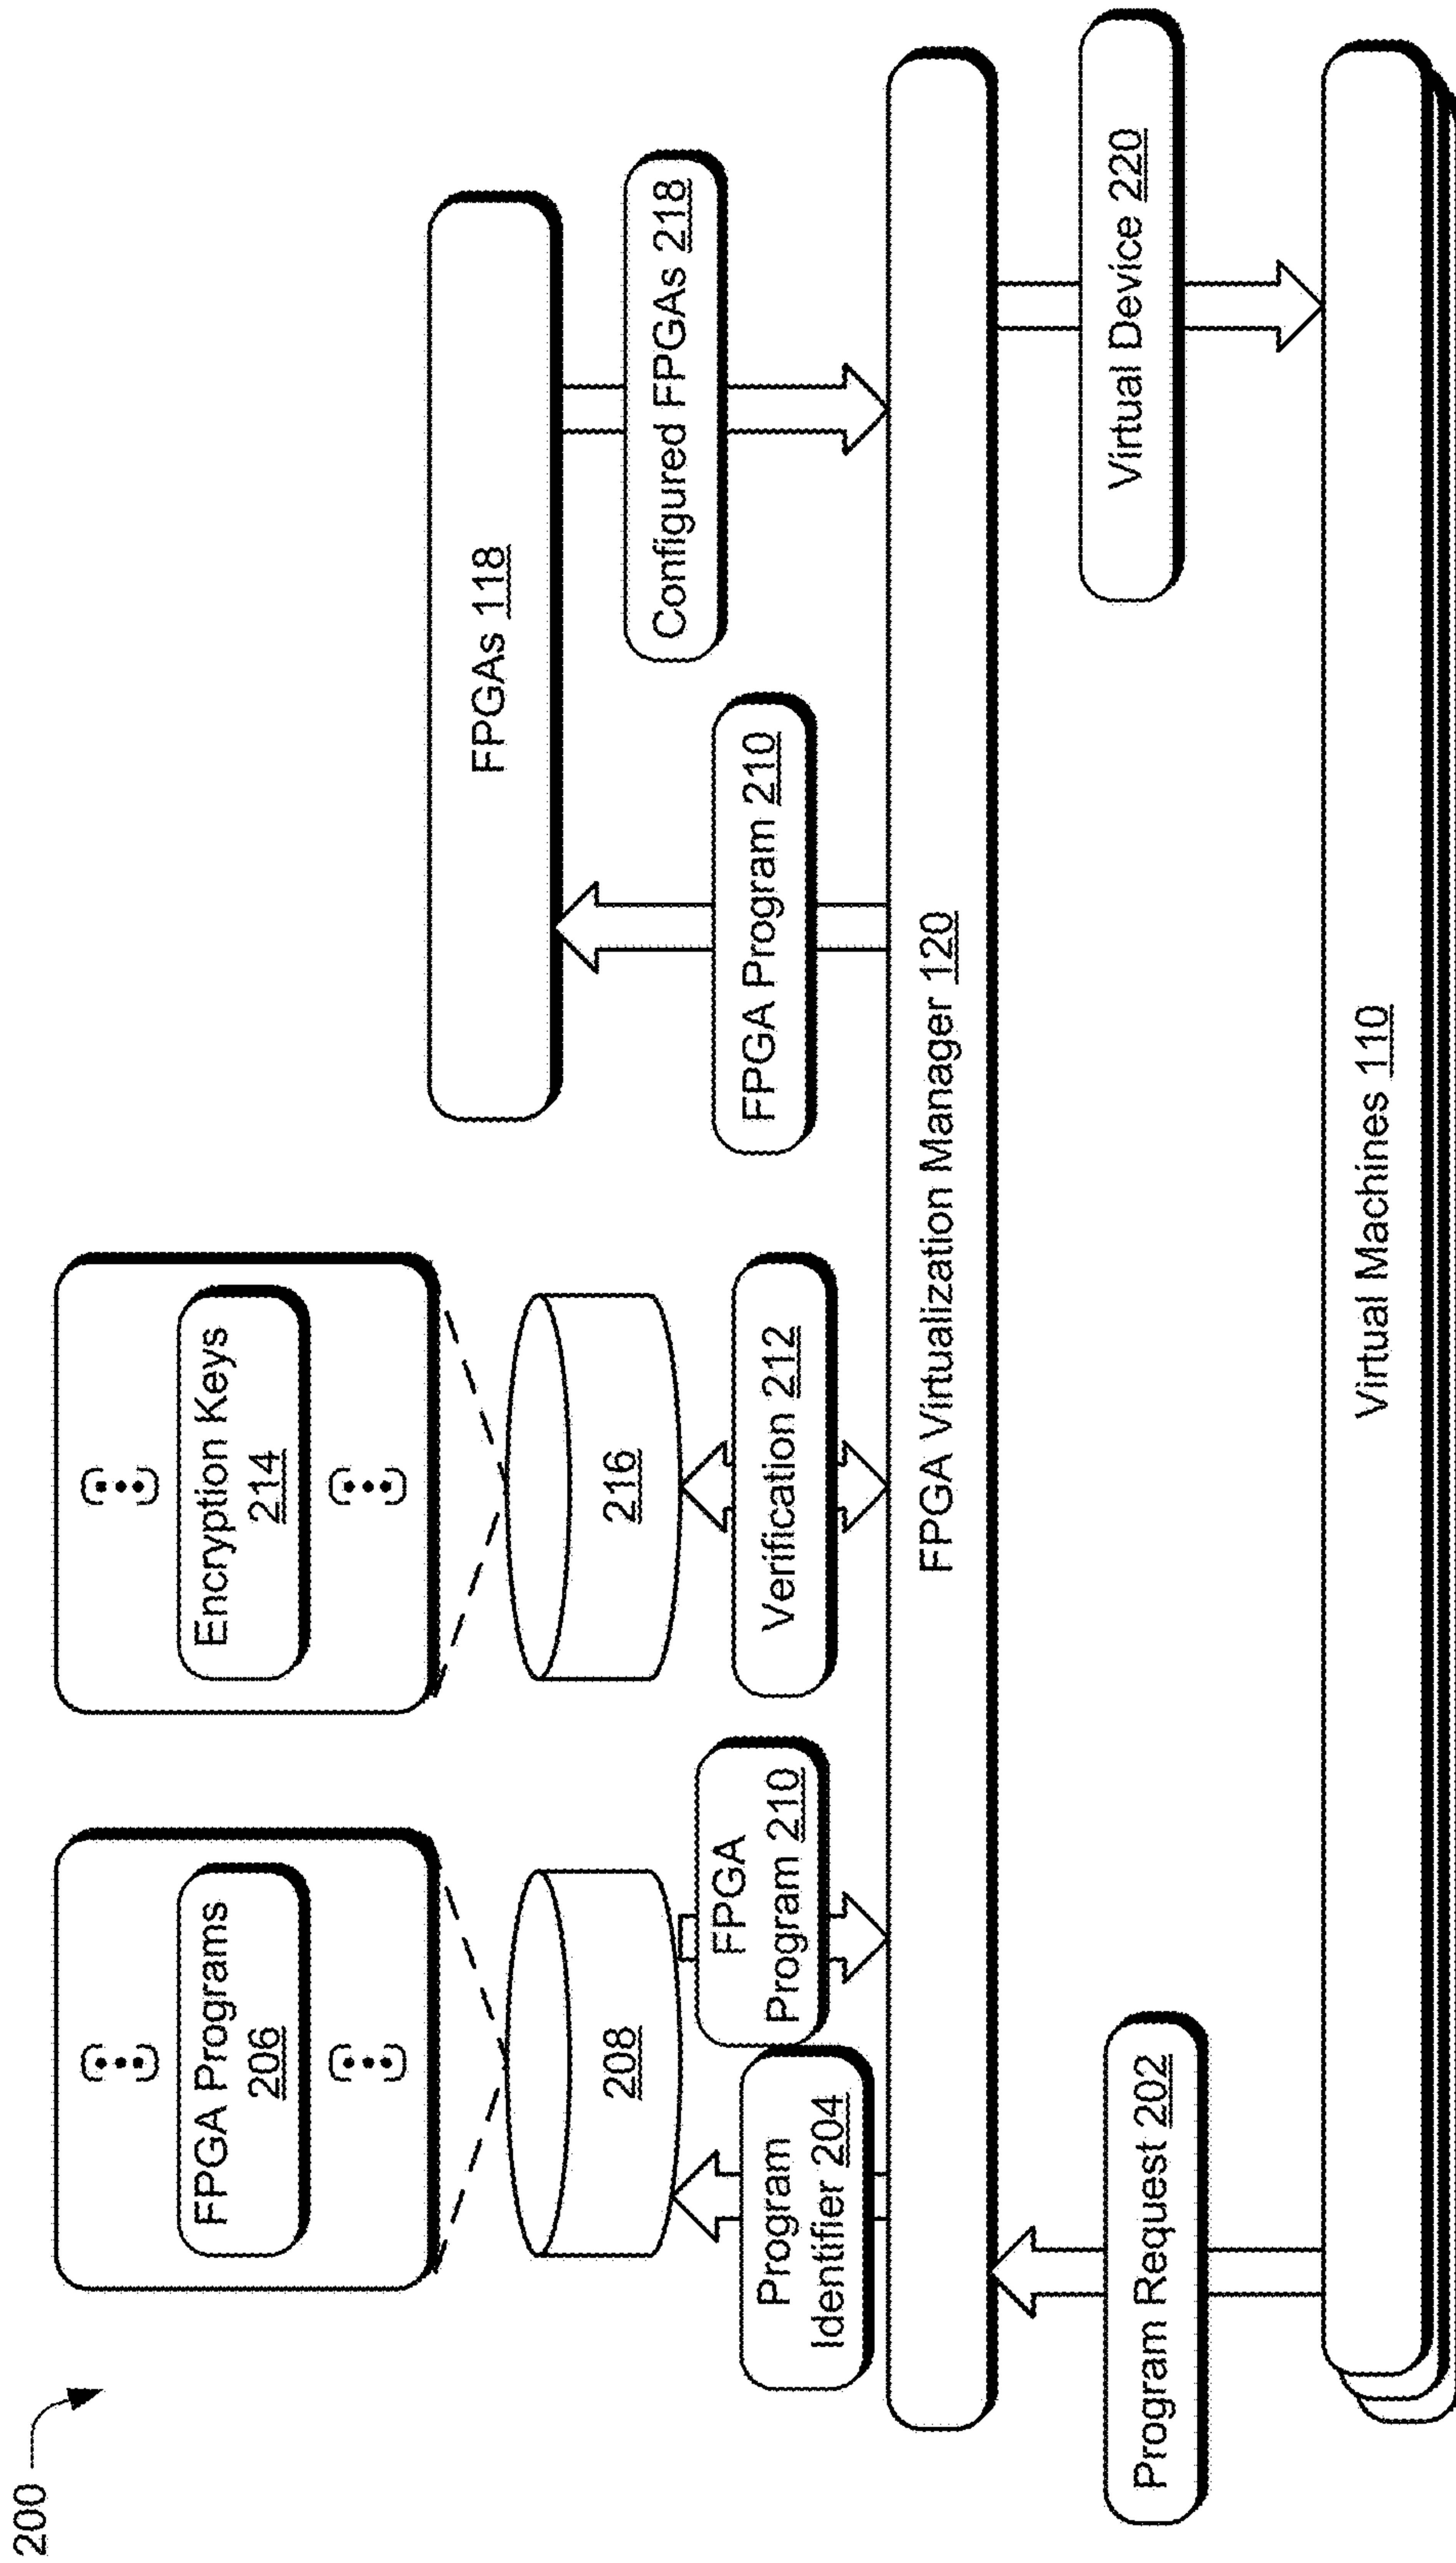 200
FPGA Programs
206
Encryption Keys
214
208
216
FPGAs 118
Program
Identifier 204
FPGA
Program 210
Verification 212
FPGA Program 210
Configured FPGAs 218
FPGA Virtualization Manager 120
Program Request 202
Virtual Device 220
Virtual Machines 110